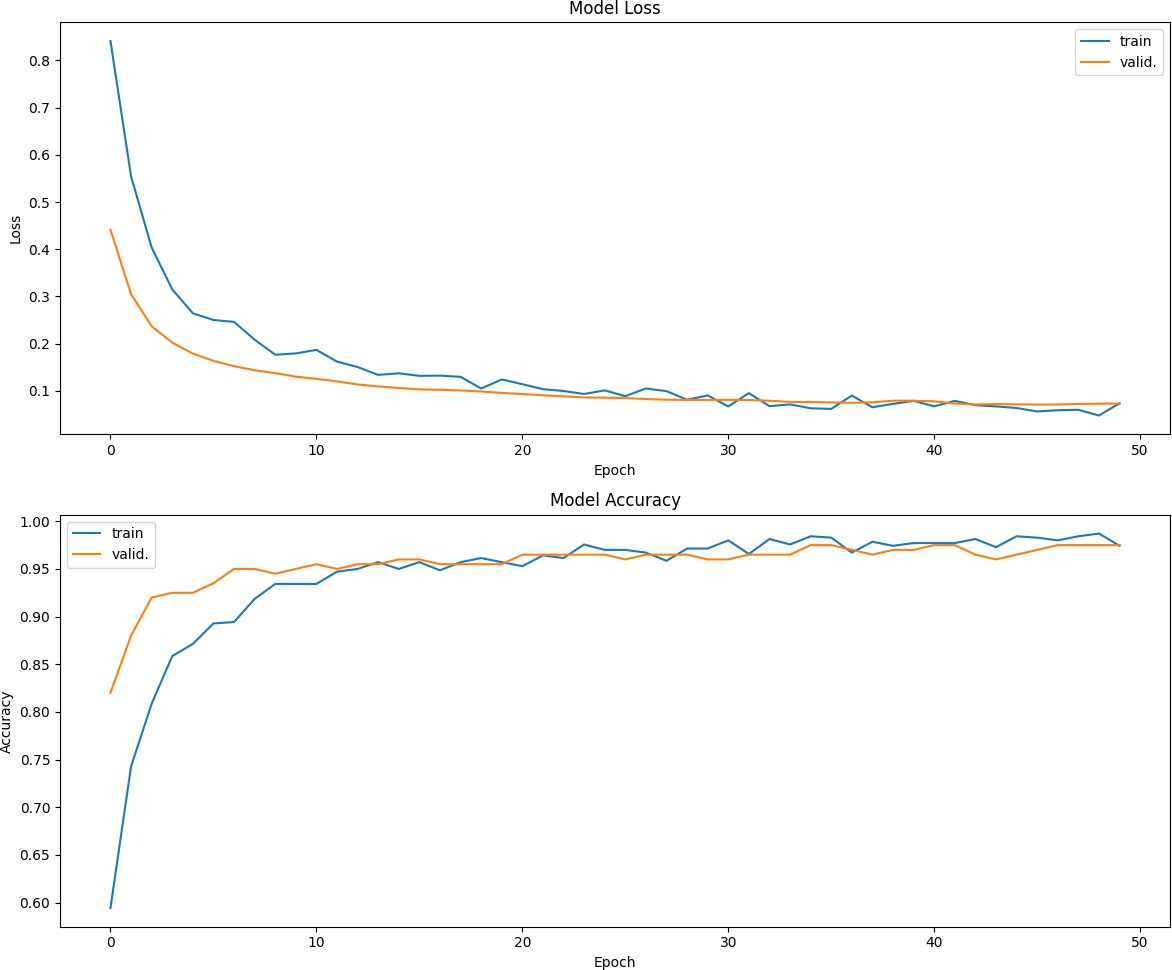 Model Loss
train
valid.
0.8
0.7
0.6
0.5
0.4
0.3
0.2
0.1
Loss
0 10 20 30 40 50
Epoch
Model Accuracy
train
valid.
1.00
0.95
0.90
0.85
0.80
0.75
0.70
0.65
0.60
Accuracy
0 10 20 30 40 50
Epoch